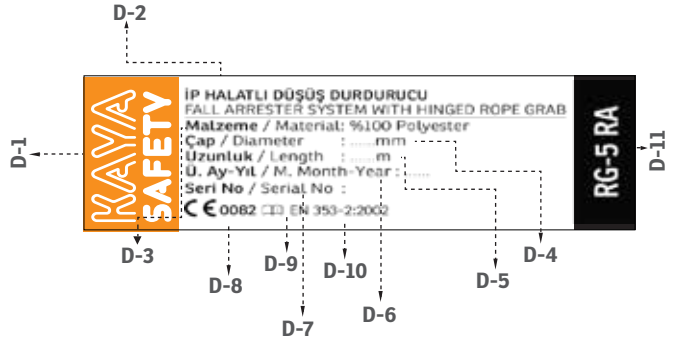 D-2
D-1
KAYA
SAFETY
İP HALATLI DÜŞÜŞ DURDURUCU
FALL ARRESTER SYSTEM WITH HINGED ROPE GRAB
Malzeme / Material: %100 Polyester
Çap / Diameter : ......mm
Uzunluk / Length : ......m
Ü. Ay-Yıl / M. Month-Year : ......
Seri No / Serial No :
CE 0082 EN 353-2:2002
RG-5 RA
D-11
D-3
D-8
D-9
D-10
D-7
D-6
D-5
D-4